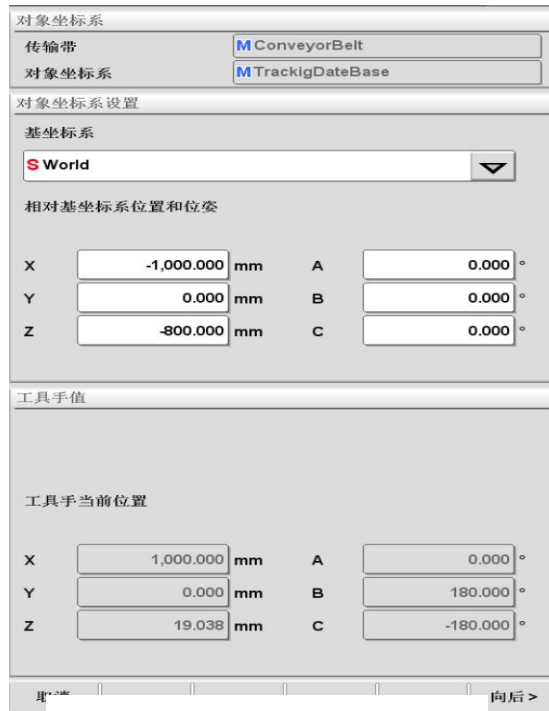 对象坐标系
传输带 M ConveyorBelt
对象坐标系 M TrackigDateBase
对象坐标系设置
基坐标系
S World
相对基坐标系位置和位姿
X -1,000.000 mm A 0.000 °
Y 0.000 mm B 0.000 °
Z -800.000 mm C 0.000 °
工具手值
工具手当前位置
X 1,000.000 mm A 0.000 °
Y 0.000 mm B 180.000 °
Z 19.038 mm C -180.000 °
向后>